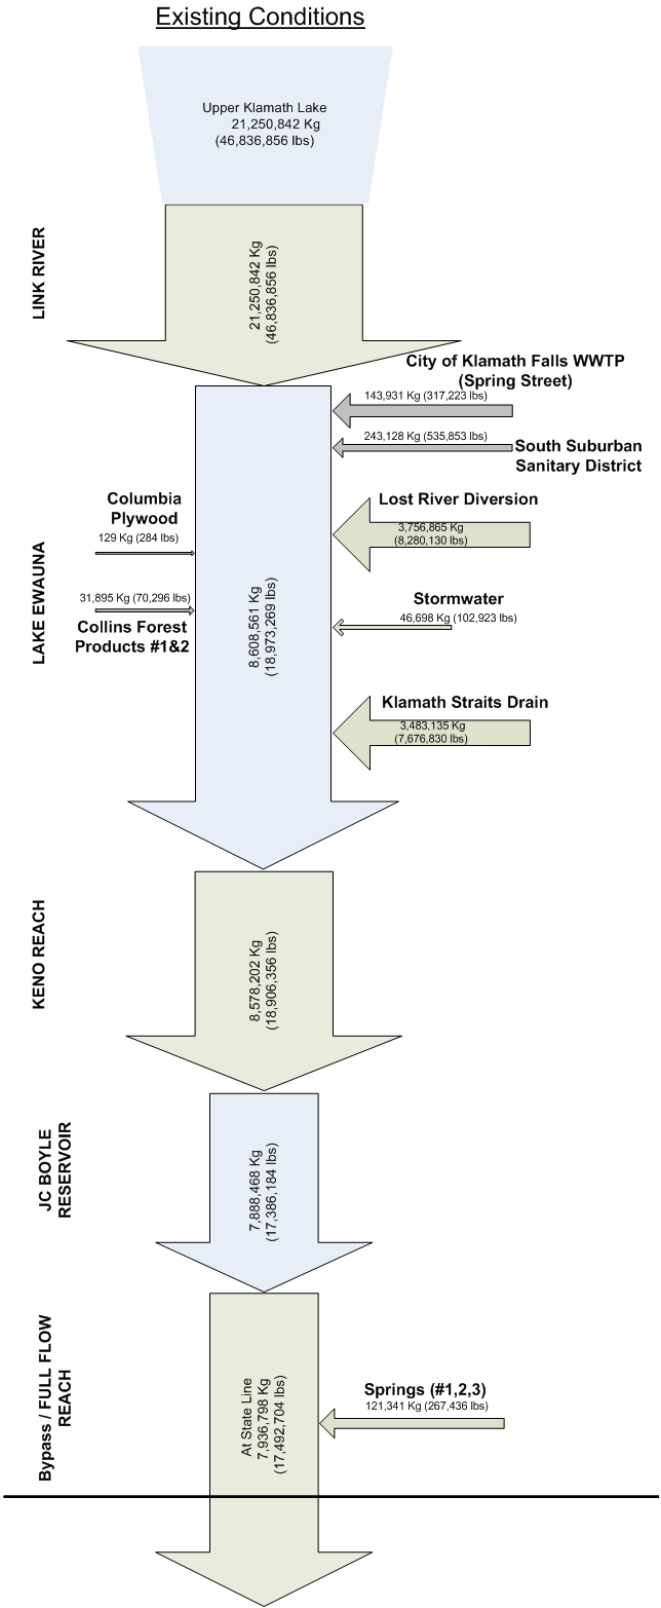 Existing Conditions
Upper Klamath Lake
21,250,842 Kg
(46,836,856 lbs)
LINK RIVER
21,250,842 Kg
(46,836,856 lbs)
City of Klamath Falls WWTP
(Spring Street)
143,931 Kg (317,223 lbs)
243,128 Kg (535,853 lbs)
South Suburban
Sanitary District
Columbia
Plywood
129 Kg (284 lbs)
Lost River Diversion
3,756,865 Kg
(8,280,130 lbs)
LAKE EWAUNA
31,895 Kg (70,296 lbs)
Collins Forest
Products #1&2
8,608,561 Kg
(18,973,269 lbs)
Stormwater
46,698 Kg (102,923 lbs)
Klamath Straits Drain
3,483,135 Kg
(7,676,830 lbs)
KENO REACH
8,578,202 Kg
(18,906,356 lbs)
JC BOYLE
RESERVOIR
7,888,468 Kg
(17,386,184 lbs)
Bypass / FULL FLOW
REACH
At State Line
7,936,798 Kg
(17,492,704 lbs)
Springs (#1,2,3)
121,341 Kg (267,436 lbs)